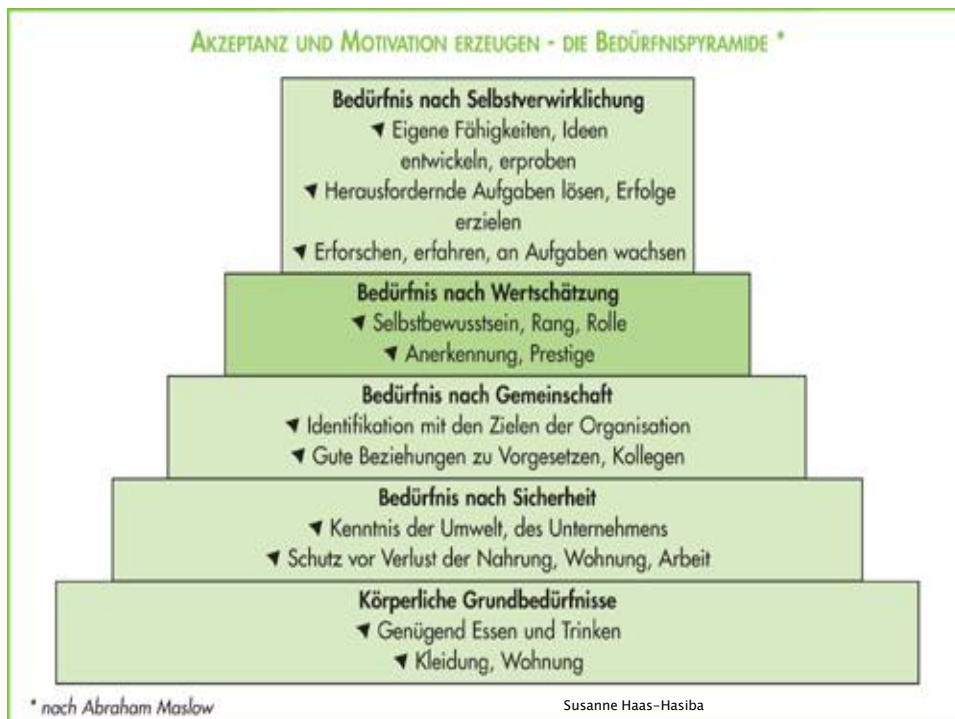 AKZEPTANZ UND MOTIVATION ERZEUGEN - DIE BEDÜRFNISPYRAMIDE *
Bedürfnis nach Selbstverwirklichung
◥ Eigene Fähigkeiten, Ideen
entwickeln, erproben
◥ Herausfordernde Aufgaben lösen, Erfolge
erzielen
◥ Erforschen, erfahren, an Aufgaben wachsen
Bedürfnis nach Wertschätzung
◥ Selbstbewusstsein, Rang, Rolle
◥ Anerkennung, Prestige
Bedürfnis nach Gemeinschaft
◥ Identifikation mit den Zielen der Organisation
◥ Gute Beziehungen zu Vorgesetzen, Kollegen
Bedürfnis nach Sicherheit
◥ Kenntnis der Umwelt, des Unternehmens
◥ Schutz vor Verlust der Nahrung, Wohnung, Arbeit
Körperliche Grundbedürfnisse
◥ Genügend Essen und Trinken
◥ Kleidung, Wohnung
* nach Abraham Maslow
Susanne Haas-Hasiba